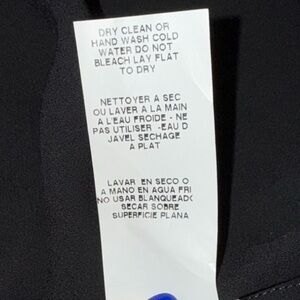 DRY CLEAN OR
HAND WASH COLD
WATER DO NOT
BLEACH LAY FLAT
TO DRY
NETTOYER A SEC
OU LAVER A LA MAIN
A L'EAU FROIDE - NE
PAS UTILISER -EAU D
JAVEL SECHAGE
A PLAT
LAVAR EN SECO O
A MANO EN AGUA FRI
NO USAR BLANQUEADO
SECAR SOBRE
SUPERFICIE PLANA